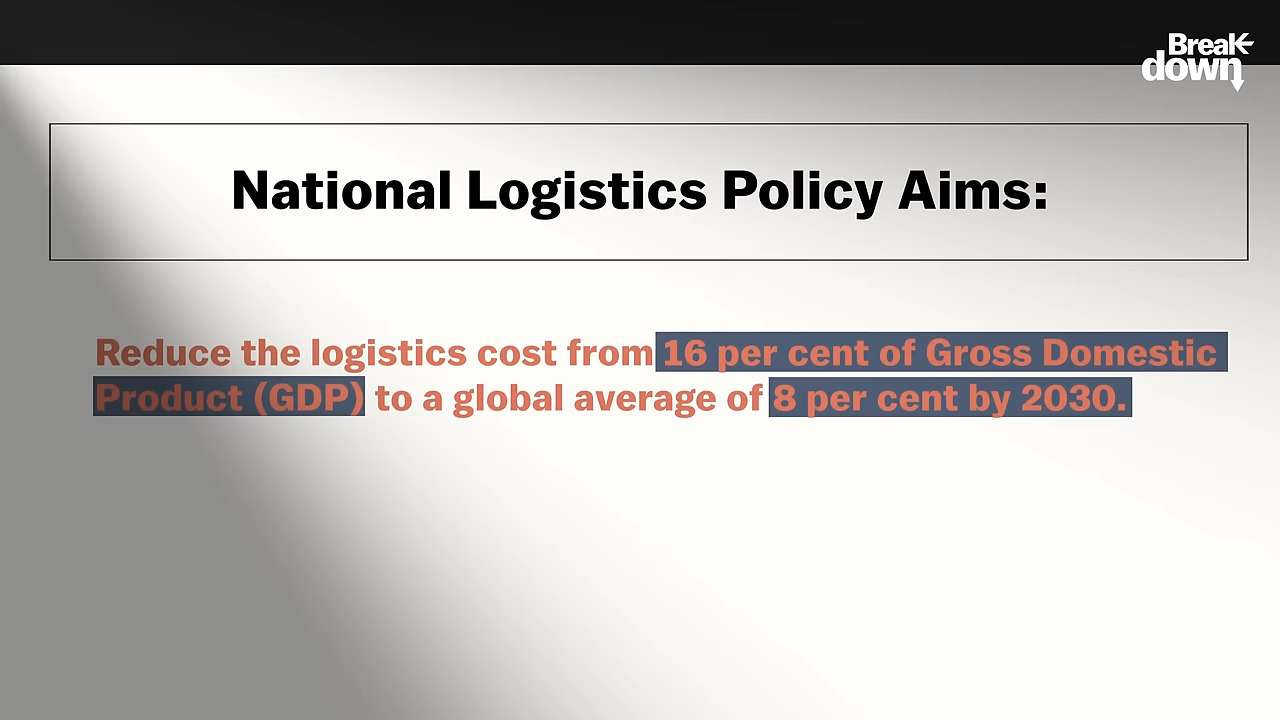 Break
down
National Logistics Policy Aims:
Reduce the logistics cost from 16 per cent of Gross Domestic
Product (GDP) to a global average of 8 per cent by 2030.